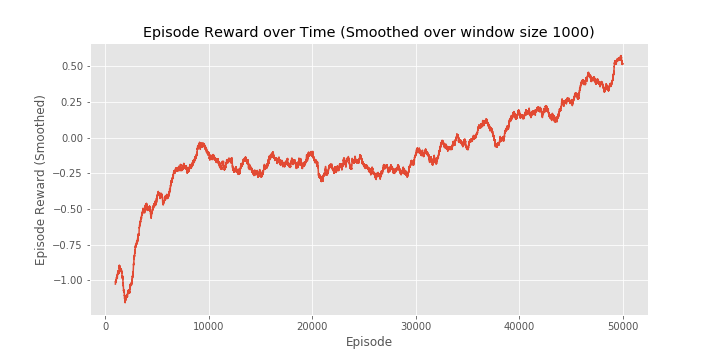 Episode Reward over Time (Smoothed over window size 1000)
Episode Reward (Smoothed)
0.50
0.25
0.00
−0.25
−0.50
−0.75
−1.00
0 10000 20000 30000 40000 50000
Episode